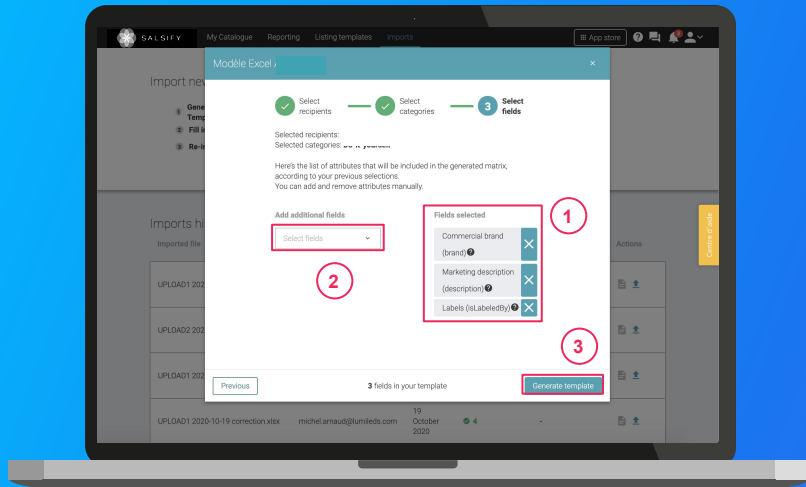 SALSIFY
My Catalogue Reporting Listing templates Imports
App store
Modèle Excel
Import new
1 Gene
Temp
2 Fill i
3 Re-i
Select recipients
Select categories
3 Select fields
Selected recipients:
Selected categories:
Here's the list of attributes that will be included in the generated matrix,
according to your previous selections.
You can add and remove attributes manually.
Add additional fields
Select fields
2
Fields selected
1
Commercial brand
(brand)
Marketing description
(description)
Labels (isLabeledBy)
3
Previous
3 fields in your template
Generate template
Centre d'aide
Imports hi
Imported file
Actions
UPLOAD1 202
UPLOAD2 202
UPLOAD1 202
UPLOAD1 2020-10-19 correction.xlsx michel.arnaud@lumileds.com 19 October 2020 4 -